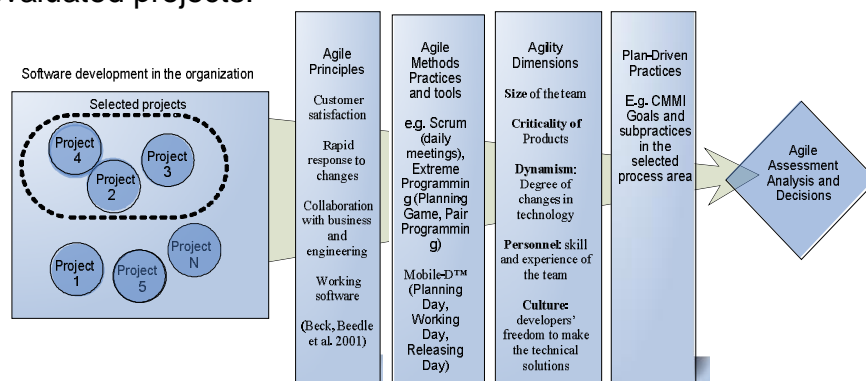 valuated projects.
Software development in the organization
Selected projects
Project
4
Project
3
Project
2
Project
N
Project
1
Project
5
Agile
Principles
Customer
satisfaction
Rapid
response to
changes
Collaboration
with business
and
engineering
Working
software
(Beck, Beedle
et al. 2001)
Agile
Methods
Practices
and tools
e.g. Scrum
(daily
meetings),
Extreme
Programmin
g (Planning
Game, Pair
Programmin
g)
Mobile-D™
(Planning
Day,
Working
Day,
Releasing
Day)
Agility
Dimensions
Size of the team
Criticality of
Products
Dynamism:
Degree of
changes in
technology
Personnel: skill
and experience of
the team
Culture:
developers'
freedom to make
the technical
solutions
Plan-Driven
Practices
E.g. CMMI
Goals and
subpractices
in the
selected
process area
Agile
Assessment
Analysis and
Decisions